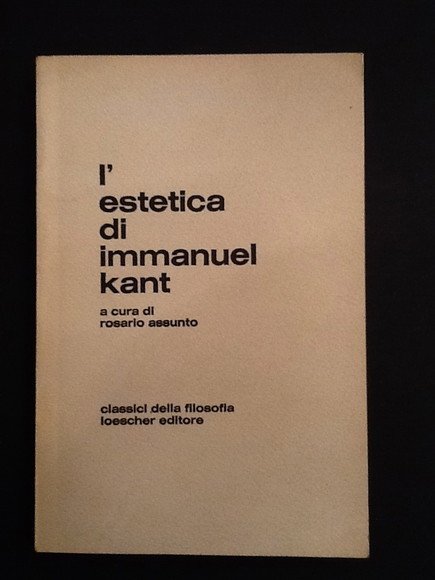 l'
estetica
di
immanuel
kant
a cura di
rosario assunto
classici della filosofia
loescher editore